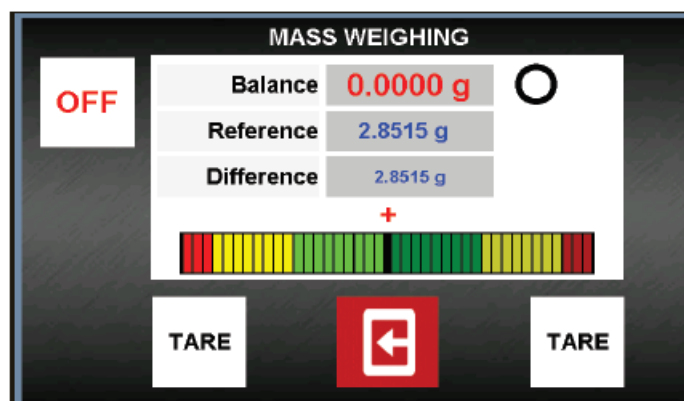 MASS WEIGHING
OFF
Balance 0.0000 g
Reference 2.8515 g
Difference 2.8515 g
+
TARE TARE